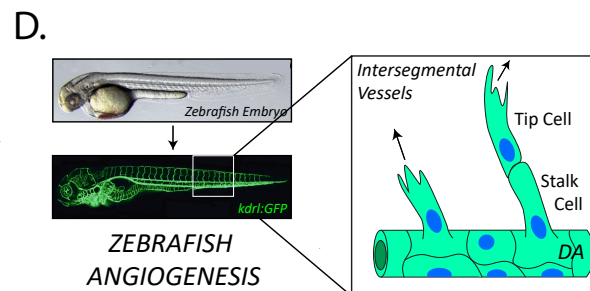 D.
Zebrafish Embryo
kdrl:GFP
ZEBRAFISH
ANGIOGENESIS
Intersegmental
Vessels
Tip Cell
Stalk
Cell
DA